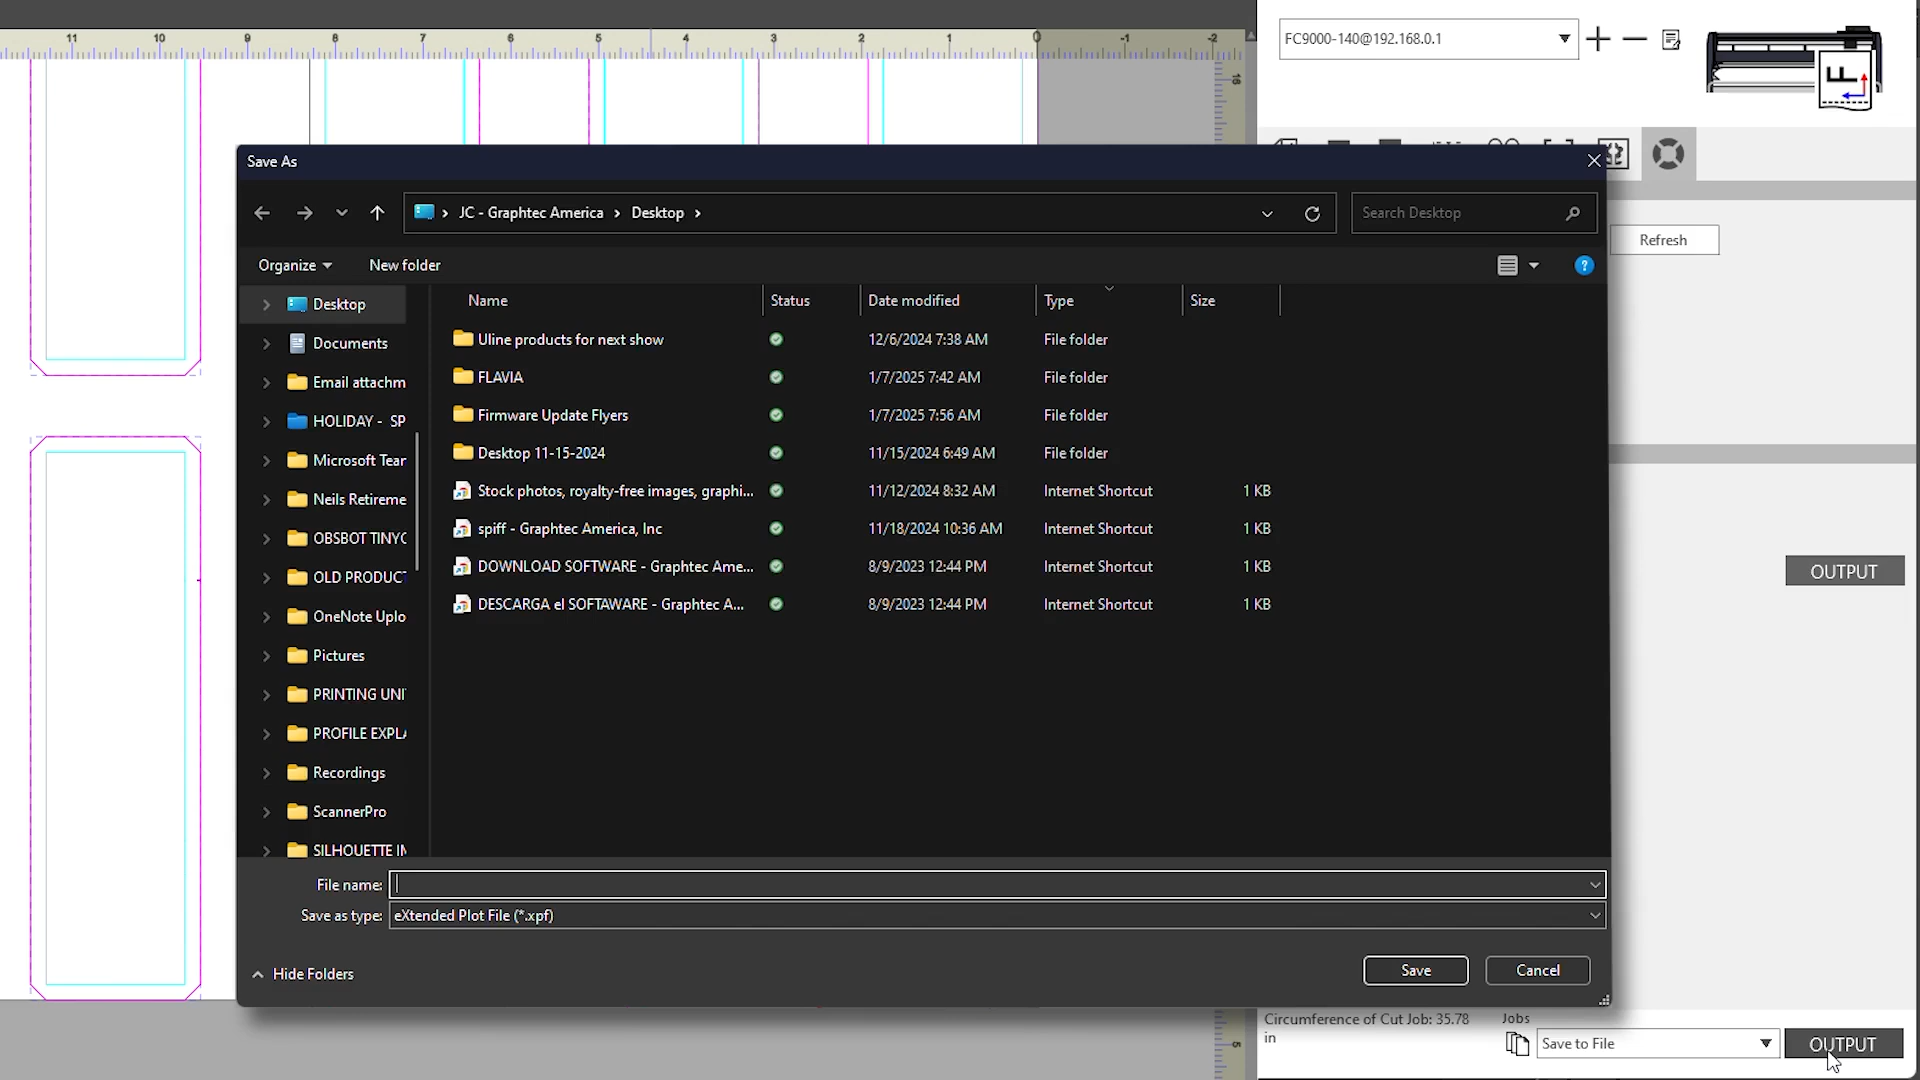 11 10 9 8 7 6 5 4 3 2 1 0 -1 -2
16
FC9000-140@192.168.0.1
F
Save As
JC - Graphtec America > Desktop >
Search Desktop
Refresh
Organize
New folder
?
Name Status Date modified Type Size
Desktop
Documents
Email attachm
HOLIDAY - SP
Microsoft Tear
Neils Retireme
OBSBOT TINYC
OLD PRODUCT
OneNote Uplo
Pictures
PRINTING UNI
PROFILE EXPLA
Recordings
ScannerPro
SILHOUETTE IN
Uline products for next show 12/6/2024 7:38 AM File folder
FLAVIA 1/7/2025 7:42 AM File folder
Firmware Update Flyers 1/7/2025 7:56 AM File folder
Desktop 11-15-2024 11/15/2024 6:49 AM File folder
Stock photos, royalty-free images, graphi... 11/12/2024 8:32 AM Internet Shortcut 1 KB
spiff - Graphtec America, Inc 11/18/2024 10:36 AM Internet Shortcut 1 KB
DOWNLOAD SOFTWARE - Graphtec Ame... 8/9/2023 12:44 PM Internet Shortcut 1 KB
DESCARGA el SOFTAWARE - Graphtec A... 8/9/2023 12:44 PM Internet Shortcut 1 KB
OUTPUT
File name:
Save as type: eXtended Plot File (*.xpf)
Hide Folders
Save
Cancel
Circumference of Cut Job: 35.78
in
Jobs
Save to File
OUTPUT
5